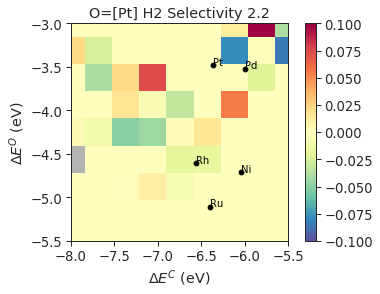 O=[Pt] H2 Selectivity 2.2
−3.0
−3.5
−4.0
−4.5
−5.0
−5.5
ΔE^O (eV)
Pt
Pd
Rh
Ni
Ru
−8.0 −7.5 −7.0 −6.5 −6.0 −5.5
ΔE^C (eV)
0.100
0.075
0.050
0.025
0.000
−0.025
−0.050
−0.075
−0.100